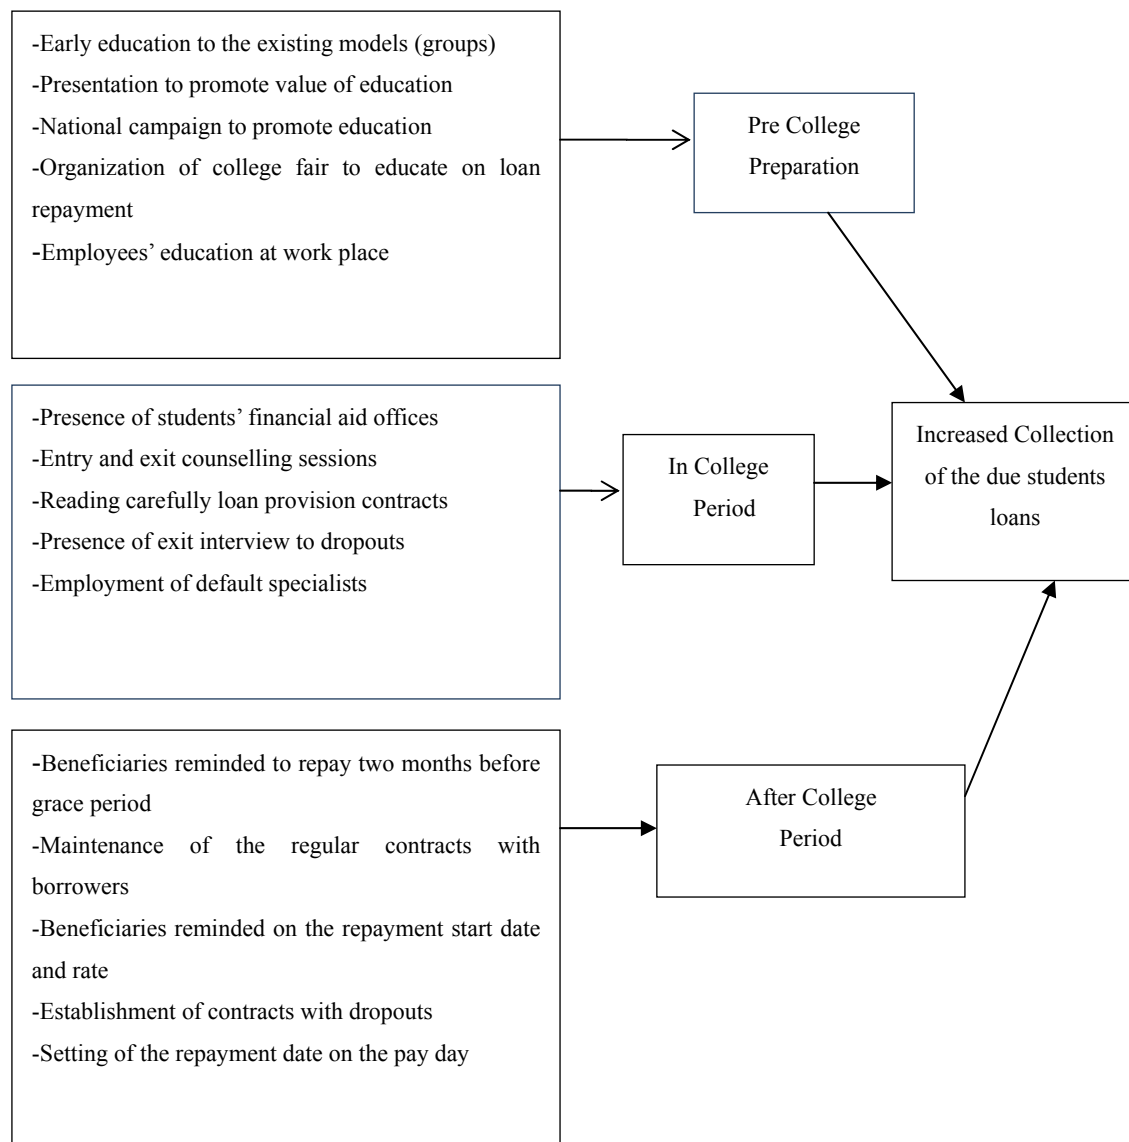 -Early education to the existing models (groups)
-Presentation to promote value of education
-National campaign to promote education
-Organization of college fair to educate on loan
repayment
-Employees’ education at work place
Pre College
Preparation
-Presence of students’ financial aid offices
-Entry and exit counselling sessions
-Reading carefully loan provision contracts
-Presence of exit interview to dropouts
-Employment of default specialists
In College
Period
Increased Collection
of the due students
loans
-Beneficiaries reminded to repay two months before
grace period
-Maintenance of the regular contracts with
borrowers
-Beneficiaries reminded on the repayment start date
and rate
-Establishment of contracts with dropouts
-Setting of the repayment date on the pay day
After College
Period